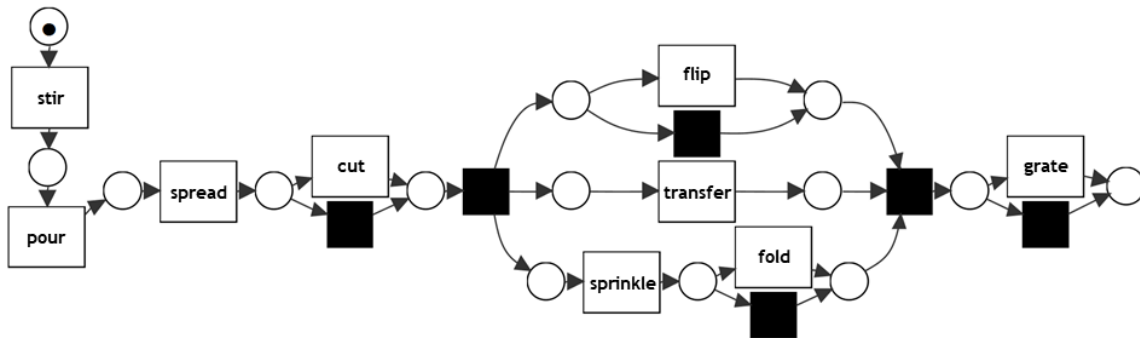 stir
pour
spread
cut
flip
transfer
sprinkle
fold
grate